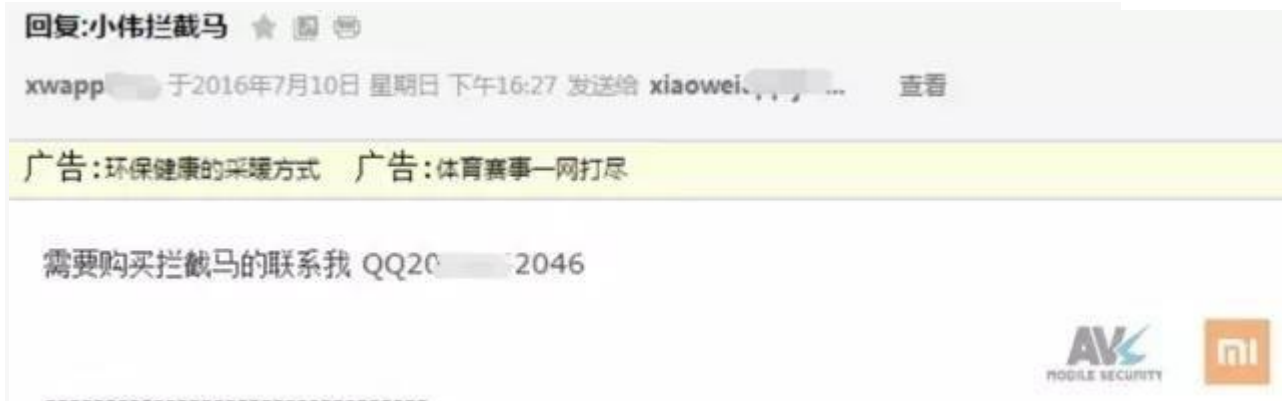 回复:小伟拦截马
xwapp 于2016年7月10日 星期日 下午16:27 发送给 xiaowei... 查看
广告:环保健康的采暖方式 广告:体育赛事一网打尽
需要购买拦截马的联系我 QQ20 2046
AVL
MOBILE SECURITY
mi